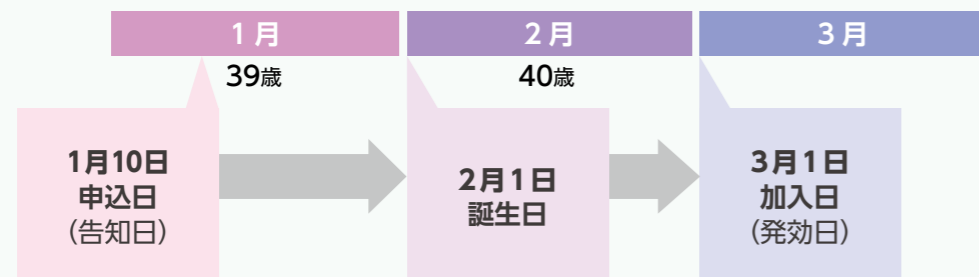 1月
2月
3月
39歳
40歳
1月10日
申込日
（告知日）
2月1日
誕生日
3月1日
加入日
（発効日）